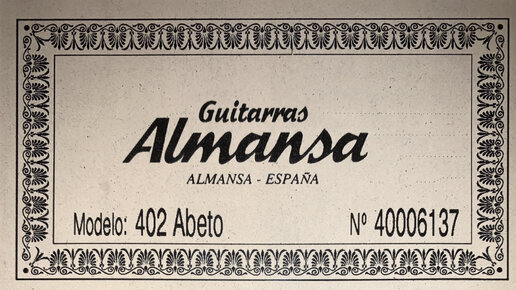 Guitarras
Almansa
ALMANSA - ESPAÑA
Modelo: 402 Abeto Nº 40006137